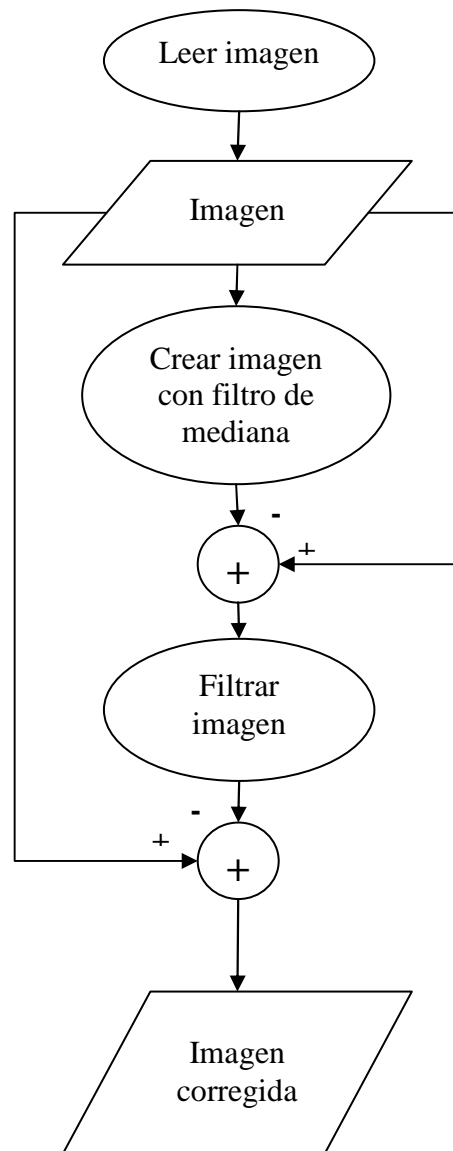 Leer imagen
Imagen
Crear imagen
con filtro de
mediana
-
+
+
Filtrar
imagen
-
+
+
Imagen
corregida